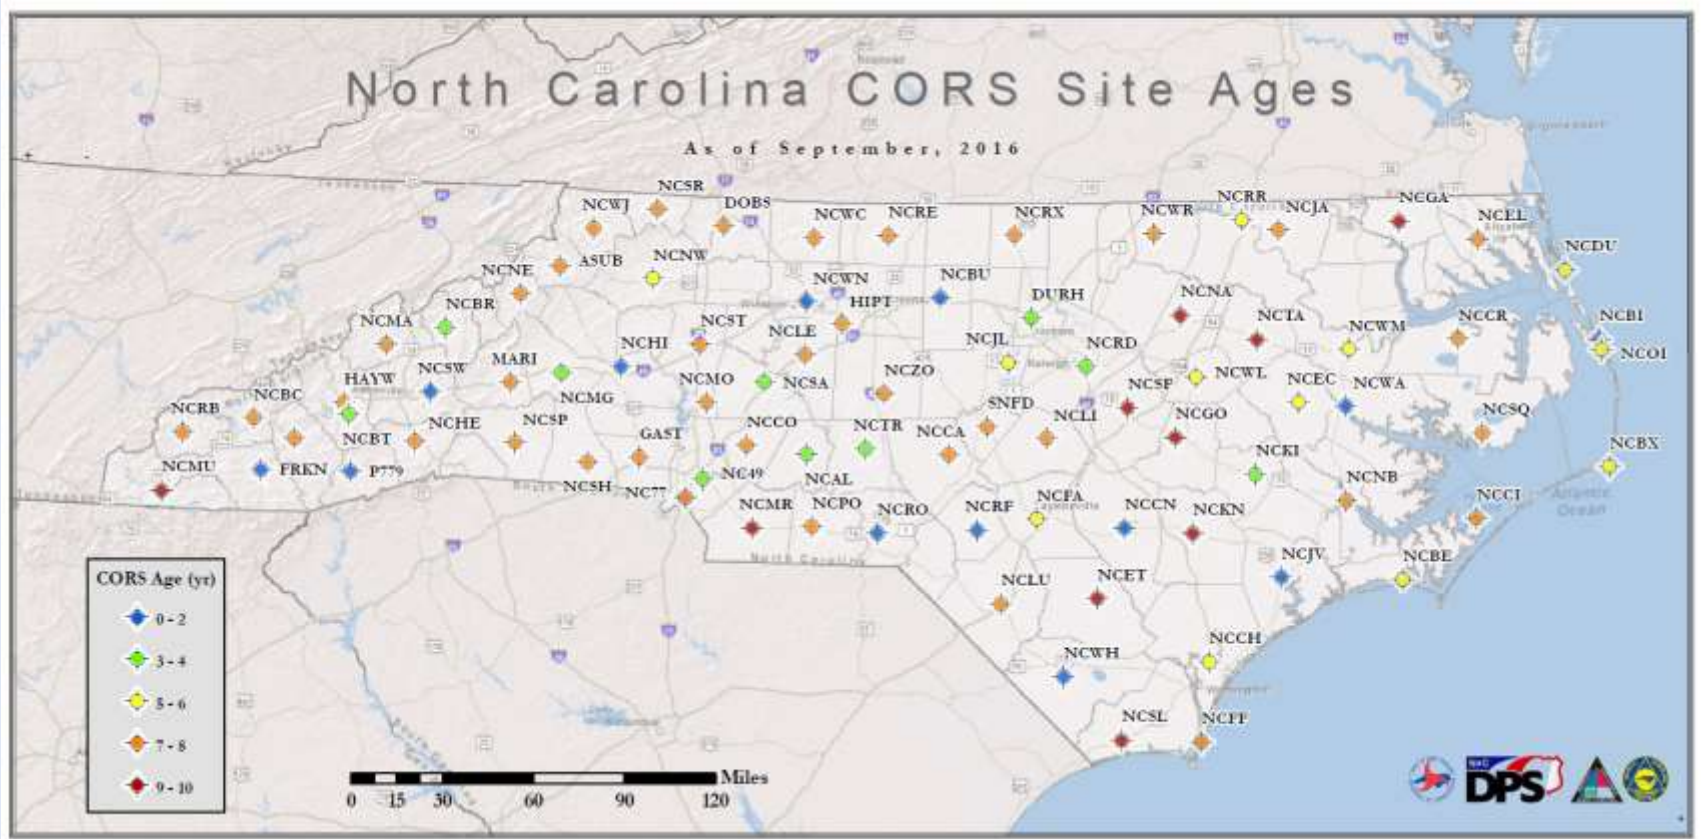 North Carolina CORS Site Ages
As of September, 2016
NCSR
NCWJ
DOBS
NCWC
NCRE
NCRX
NCWR
NCRR
NCJA
NCGA
NCEL
NCDU
NCNE
ASUB
NCNW
NCWN
NCBU
HIPT
DURH
NCNA
NCTA
NCWM
NCCR
NCBI
NCOI
NCBR
NCMA
NCST
NCLE
NCJL
NCRD
NCHI
MARI
NCSW
HAYW
NCMG
NCMO
NCSA
NCZO
NCSF
NCWL
NCEC
NCWA
NCSQ
NCBC
NCRB
NCBT
NCHE
NCSP
GAST
NCCO
NCTR
NCCA
SNFD
NCLI
NCGO
NCKI
NCBX
NCMU
FRKN
P779
NCSH
NC77
NC49
NCAL
NCNB
NCCI
NCMR
NCPO
NCRO
NCRF
NCFA
NCCN
NCKN
NCJV
NCBE
NCLU
NCET
NCWH
NCCH
NCSL
NCFF
Atlantic
Ocean
North Carolina
CORS Age (yr)
0 - 2
3 - 4
5 - 6
7 - 8
9 - 10
Miles
0 15 30 60 90 120
DPS